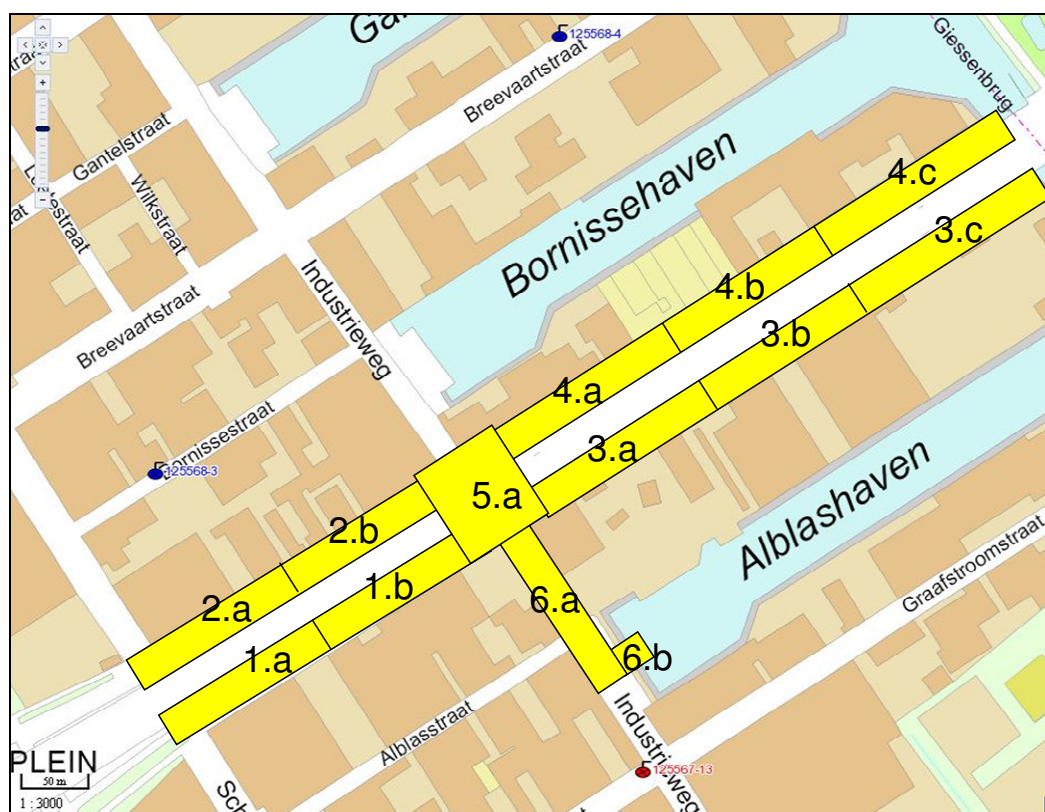 125568-4
Breevaartstraat
Giessenbrug
Gantelstraat
Wilkstraat
Bornissehaven
Industrieweg
Breevaartstraat
Bornissestraat
125568-3
4.c
3.c
4.b
3.b
4.a
3.a
5.a
2.b
1.b
2.a
1.a
6.a
6.b
Alblashaven
Graafstroomstraat
Alblasstraat
Industrieweg
125567-13
PLEIN
50 m
1 : 3000